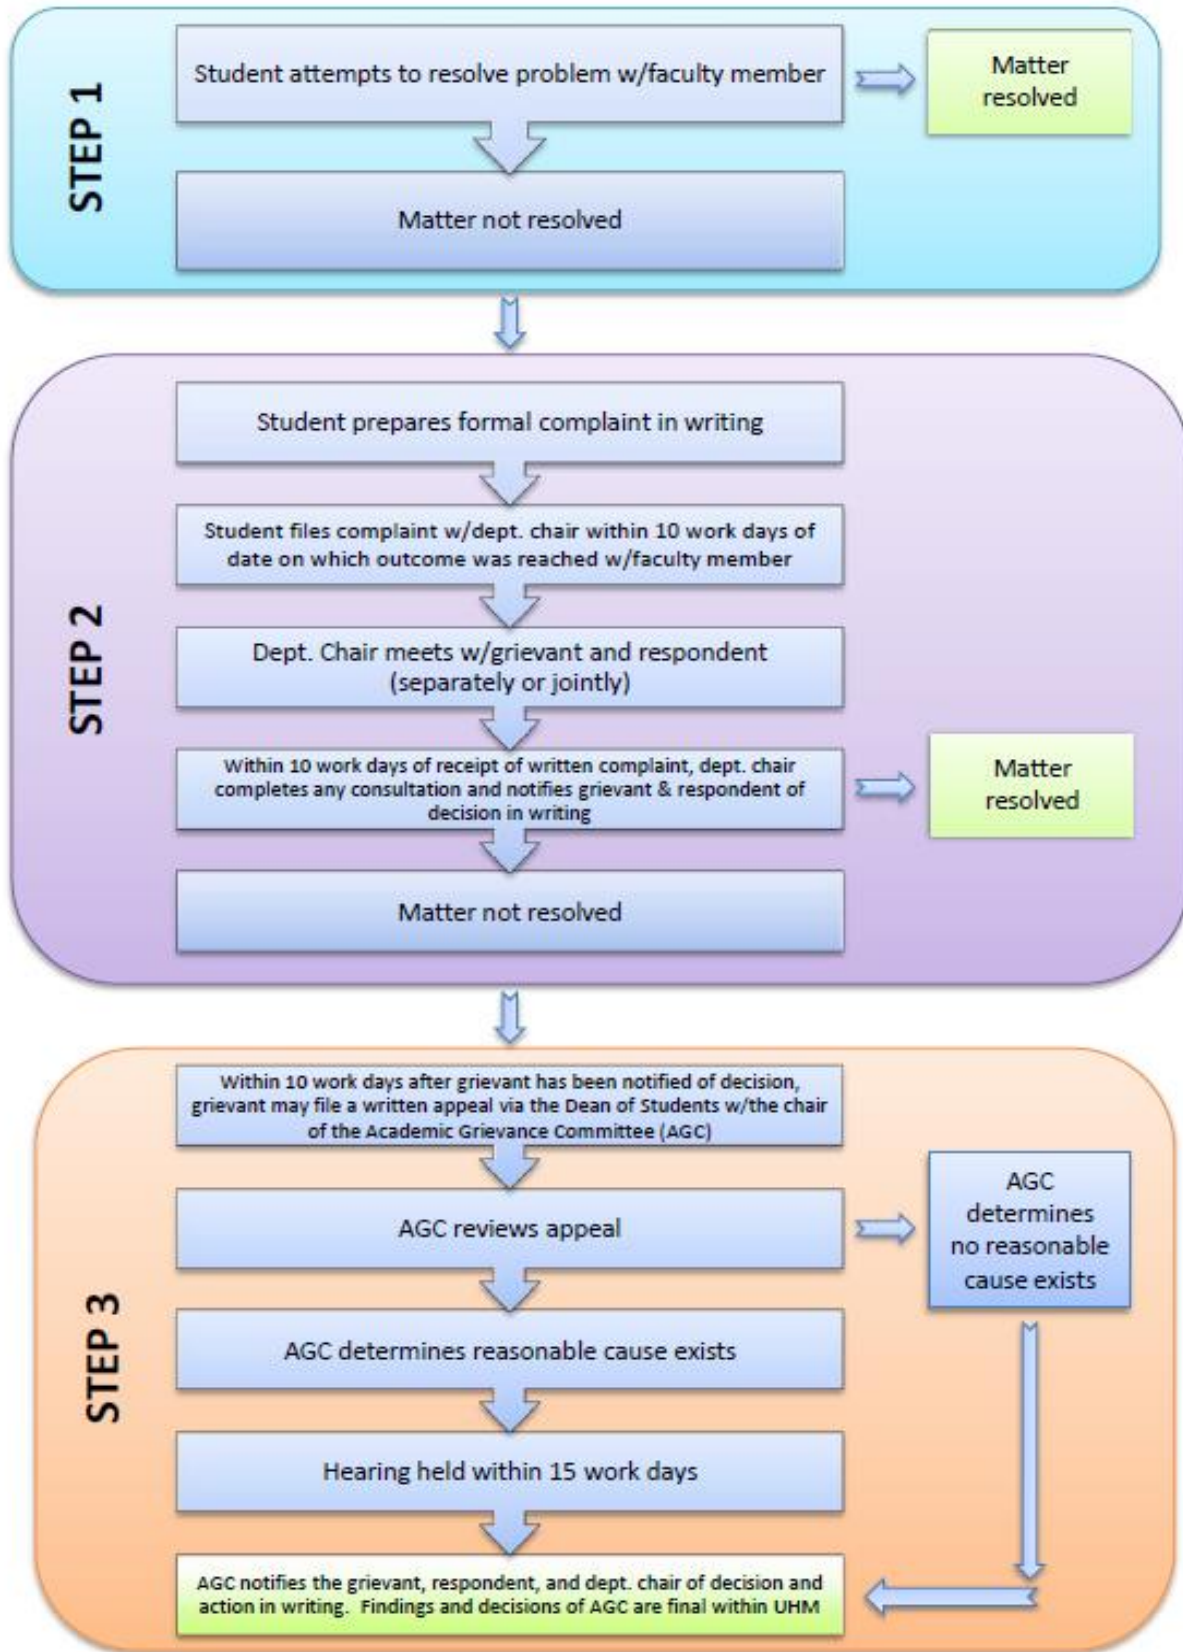 STEP 1
Student attempts to resolve problem w/faculty member
Matter
resolved
Matter not resolved
STEP 2
Student prepares formal complaint in writing
Student files complaint w/dept. chair within 10 work days of
date on which outcome was reached w/faculty member
Dept. Chair meets w/grievant and respondent
(separately or jointly)
Within 10 work days of receipt of written complaint, dept. chair
completes any consultation and notifies grievant & respondent of
decision in writing
Matter
resolved
Matter not resolved
STEP 3
Within 10 work days after grievant has been notified of decision,
grievant may file a written appeal via the Dean of Students w/the chair
of the Academic Grievance Committee (AGC)
AGC reviews appeal
AGC
determines
no reasonable
cause exists
AGC determines reasonable cause exists
Hearing held within 15 work days
AGC notifies the grievant, respondent, and dept. chair of decision and
action in writing.  Findings and decisions of AGC are final within UHM